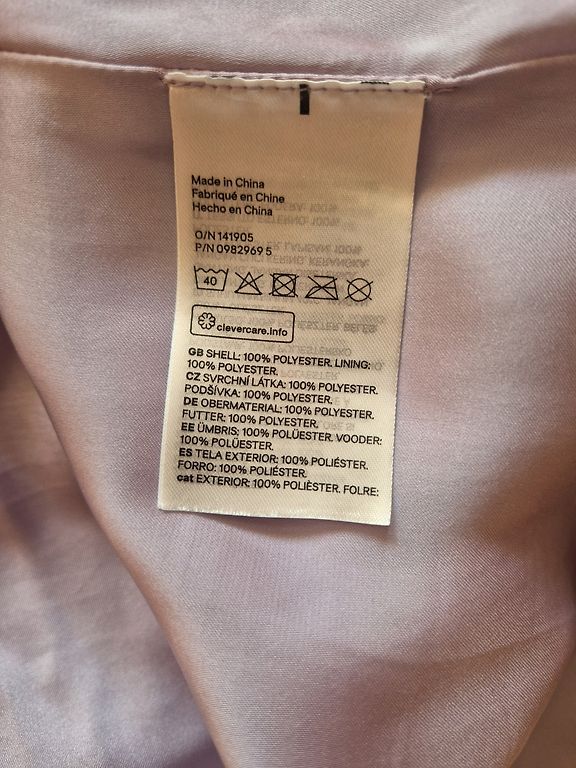 Made in China
Fabriqué en Chine
Hecho en China
O/N 141905
P/N 0982969 5
40
clevercare.info
GB SHELL: 100% POLYESTER. LINING:
100% POLYESTER.
CZ SVRCHNÍ LÁTKA: 100% POLYESTER.
PODŠÍVKA: 100% POLYESTER.
DE OBERMATERIAL: 100% POLYESTER.
FUTTER: 100% POLYESTER.
EE ÜMBRIS: 100% POLÜESTER. VOODER:
100% POLÜESTER.
ES TELA EXTERIOR: 100% POLIÉSTER.
FORRO: 100% POLIÉSTER.
cat EXTERIOR: 100% POLIÈSTER. FOLRE: